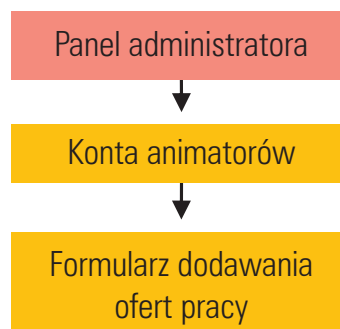 Panel administratora
Konta animatorów
Formularz dodawania
ofert pracy